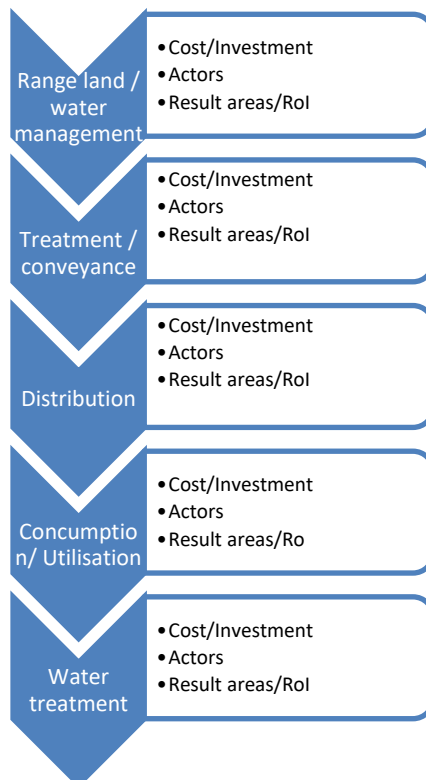 Range land /
water
management
•Cost/Investment
•Actors
•Result areas/RoI
Treatment /
conveyance
•Cost/Investment
•Actors
•Result areas/RoI
Distribution
•Cost/Investment
•Actors
•Result areas/RoI
Concumptio
n/ Utilisation
•Cost/Investment
•Actors
•Result areas/Ro
Water
treatment
•Cost/Investment
•Actors
•Result areas/RoI